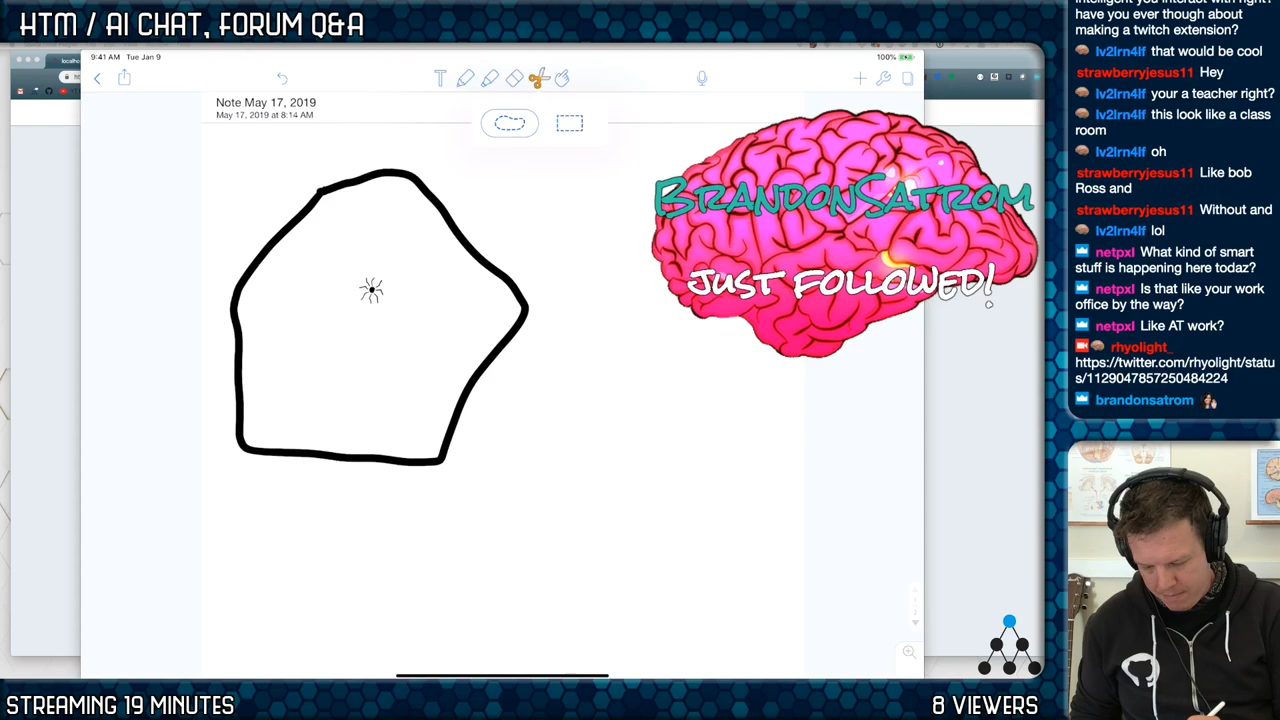 HTM / AI CHAT, FORUM Q&A
9:41 AM Tue Jan 9
100%
Note May 17, 2019
May 17, 2019 at 8:14 AM
BRANDONSATROM
JUST FOLLOWED!
intelligent you interact with right?
have you ever though about
making a twitch extension?
lv2lrn4lf that would be cool
strawberryjesus11 Hey
lv2lrn4lf your a teacher right?
lv2lrn4lf this look like a class
room
lv2lrn4lf oh
strawberryjesus11 Like bob
Ross and
strawberryjesus11 Without and
lv2lrn4lf lol
netpxl What kind of smart
stuff is happening here todaz?
netpxl Is that like your work
office by the way?
netpxl Like AT work?
rhyolight_
https://twitter.com/rhyolight/statu
s/1129047857250484224
brandonsatrom
STREAMING 19 MINUTES
8 VIEWERS